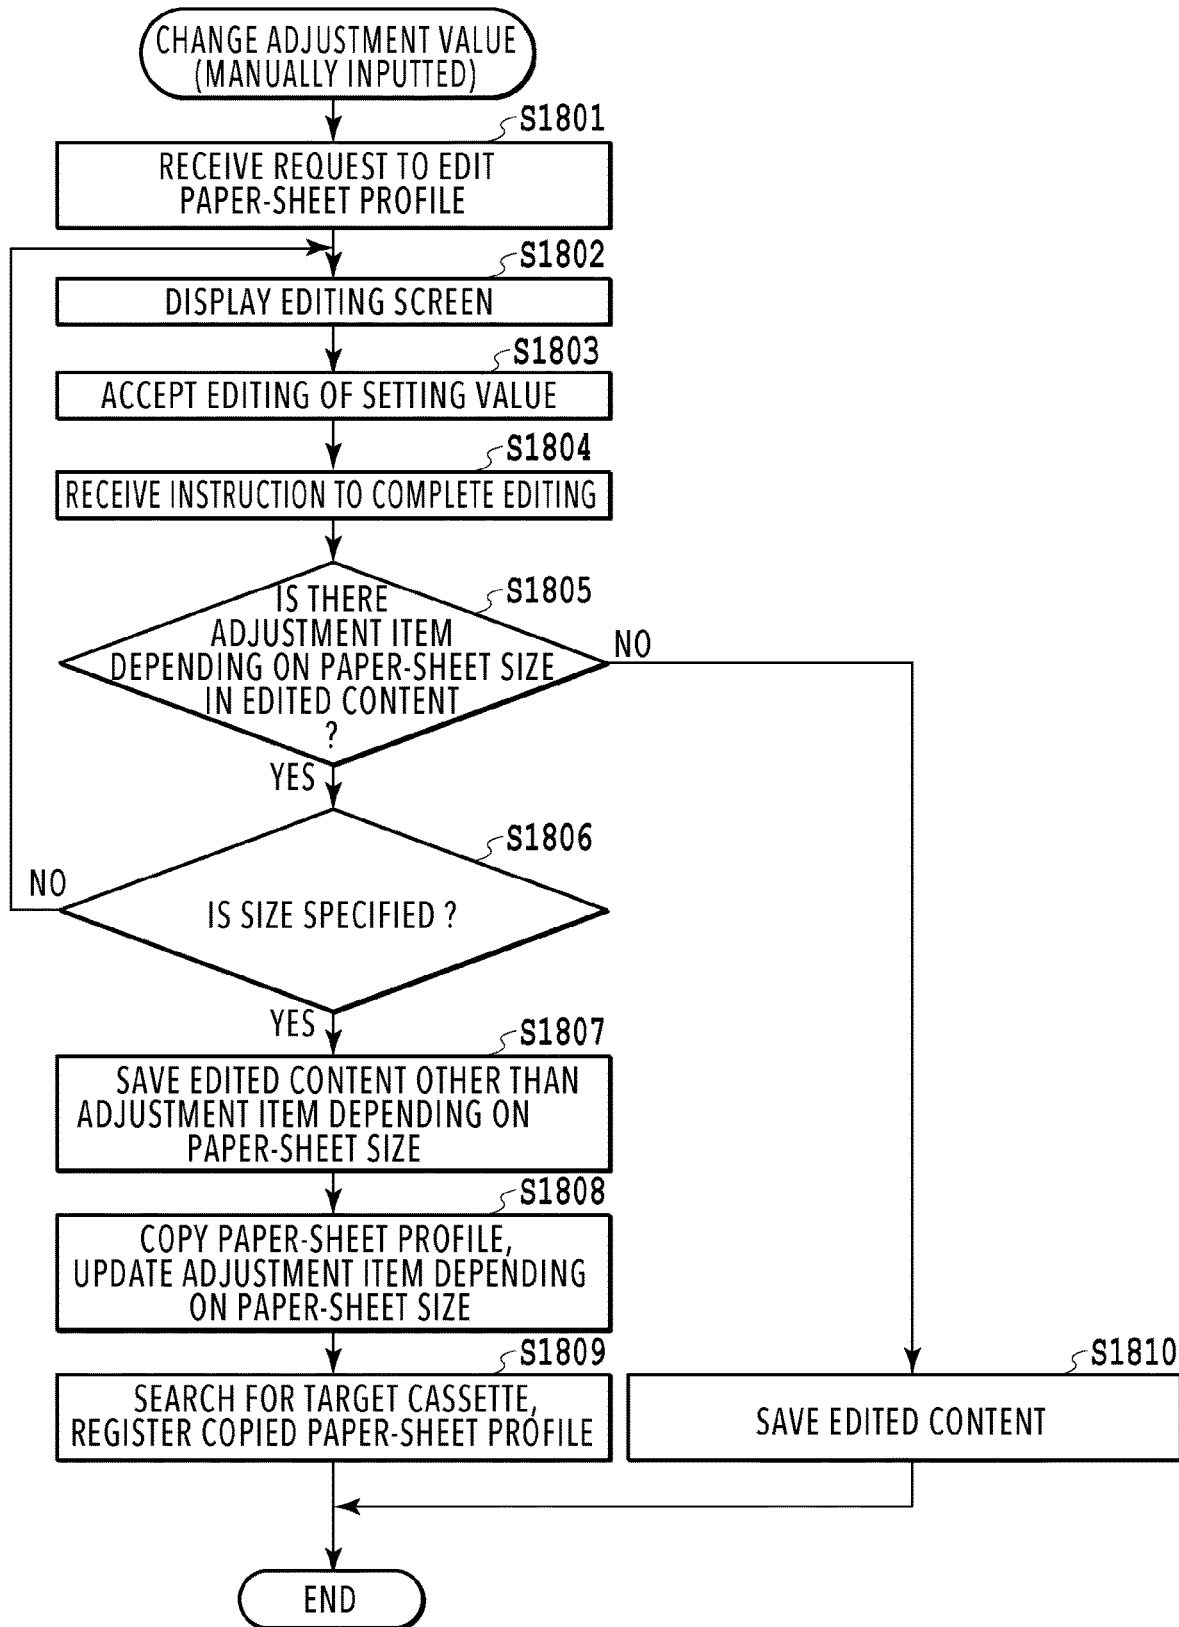 CHANGE ADJUSTMENT VALUE
(MANUALLY INPUTTED)
S1801
RECEIVE REQUEST TO EDIT
PAPER-SHEET PROFILE
S1802
DISPLAY EDITING SCREEN
S1803
ACCEPT EDITING OF SETTING VALUE
S1804
RECEIVE INSTRUCTION TO COMPLETE EDITING
S1805
IS THERE
ADJUSTMENT ITEM
DEPENDING ON PAPER-SHEET SIZE
IN EDITED CONTENT
?
NO
YES
S1806
NO
IS SIZE SPECIFIED ?
YES
S1807
SAVE EDITED CONTENT OTHER THAN
ADJUSTMENT ITEM DEPENDING ON
PAPER-SHEET SIZE
S1808
COPY PAPER-SHEET PROFILE,
UPDATE ADJUSTMENT ITEM DEPENDING
ON PAPER-SHEET SIZE
S1809
SEARCH FOR TARGET CASSETTE,
REGISTER COPIED PAPER-SHEET PROFILE
S1810
SAVE EDITED CONTENT
END